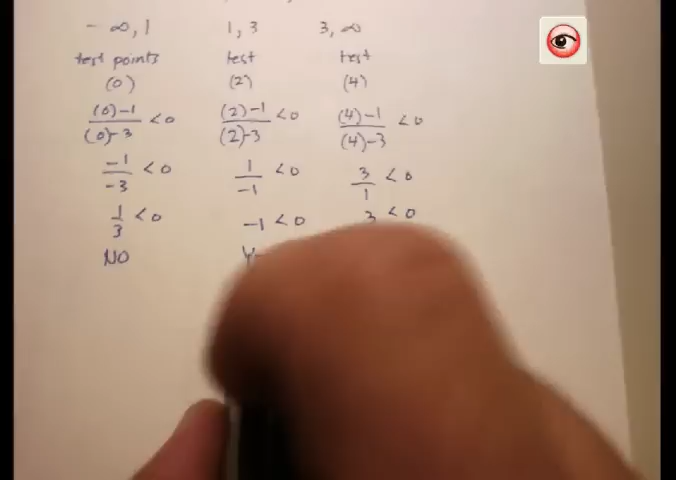 - ∞, 1 1, 3 3, ∞
test points test test
(0) (2) (4)
(0)-1/(0)-3 <0 (2)-1/(2)-3 <0 (4)-1/(4)-3 <0
-1/-3 <0 1/-1 <0 3/1 <0
1/3 <0 -1 <0 3 <0
NO